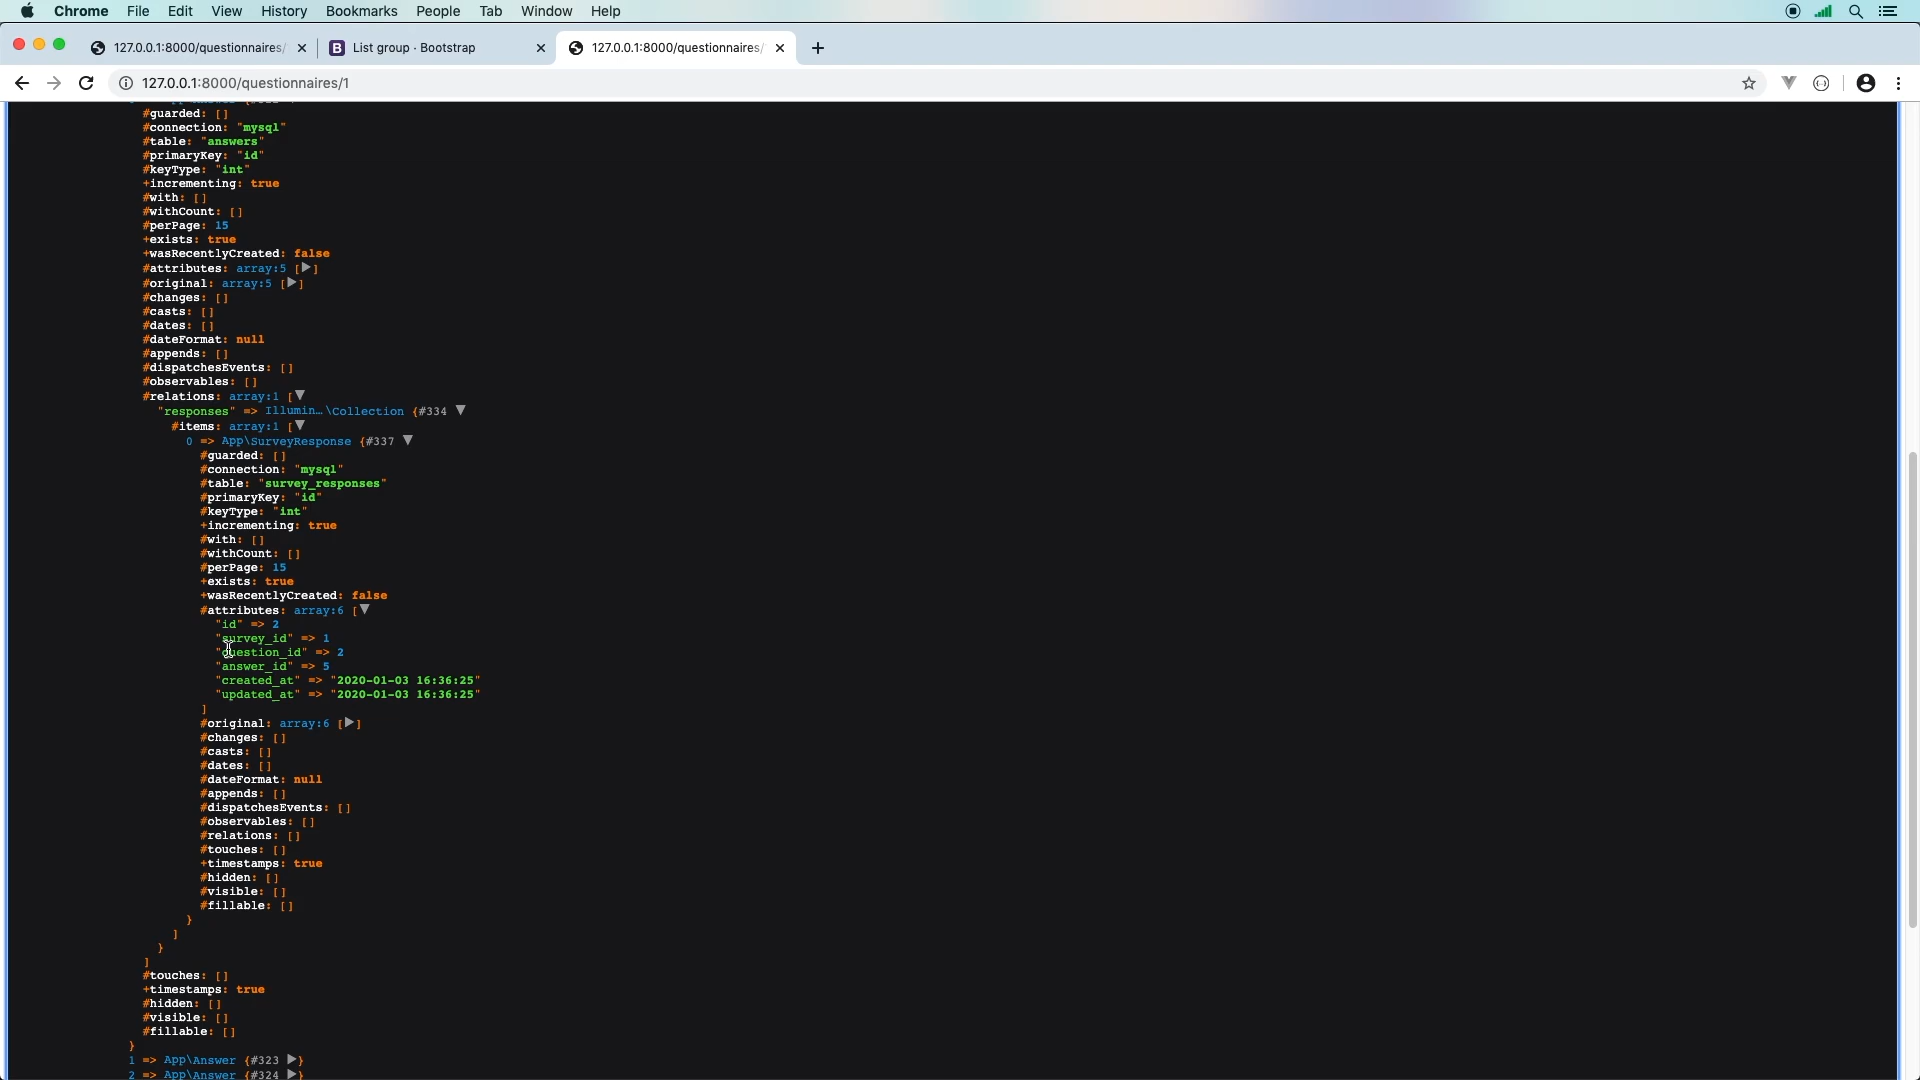 Chrome File Edit View History Bookmarks People Tab Window Help
127.0.0.1:8000/questionnaires/ List group · Bootstrap 127.0.0.1:8000/questionnaires/
127.0.0.1:8000/questionnaires/1
#guarded: []
#connection: "mysql"
#table: "answers"
#primaryKey: "id"
#keyType: "int"
+incrementing: true
#with: []
#withCount: []
#perPage: 15
+exists: true
+wasRecentlyCreated: false
#attributes: array:5 [▶]
#original: array:5 [▶]
#changes: []
#casts: []
#dates: []
#dateFormat: null
#appends: []
#dispatchesEvents: []
#observables: []
#relations: array:1 [▼
"responses" => Illumin…\Collection {#334 ▼
#items: array:1 [▼
0 => App\SurveyResponse {#337 ▼
#guarded: []
#connection: "mysql"
#table: "survey_responses"
#primaryKey: "id"
#keyType: "int"
+incrementing: true
#with: []
#withCount: []
#perPage: 15
+exists: true
+wasRecentlyCreated: false
#attributes: array:6 [▼
"id" => 2
"survey_id" => 1
"question_id" => 2
"answer_id" => 5
"created_at" => "2020-01-03 16:36:25"
"updated_at" => "2020-01-03 16:36:25"
]
#original: array:6 [▶]
#changes: []
#casts: []
#dates: []
#dateFormat: null
#appends: []
#dispatchesEvents: []
#observables: []
#relations: []
#touches: []
+timestamps: true
#hidden: []
#visible: []
#fillable: []
}
]
}
]
#touches: []
+timestamps: true
#hidden: []
#visible: []
#fillable: []
}
1 => App\Answer {#323 ▶}
2 => App\Answer {#324 ▶}